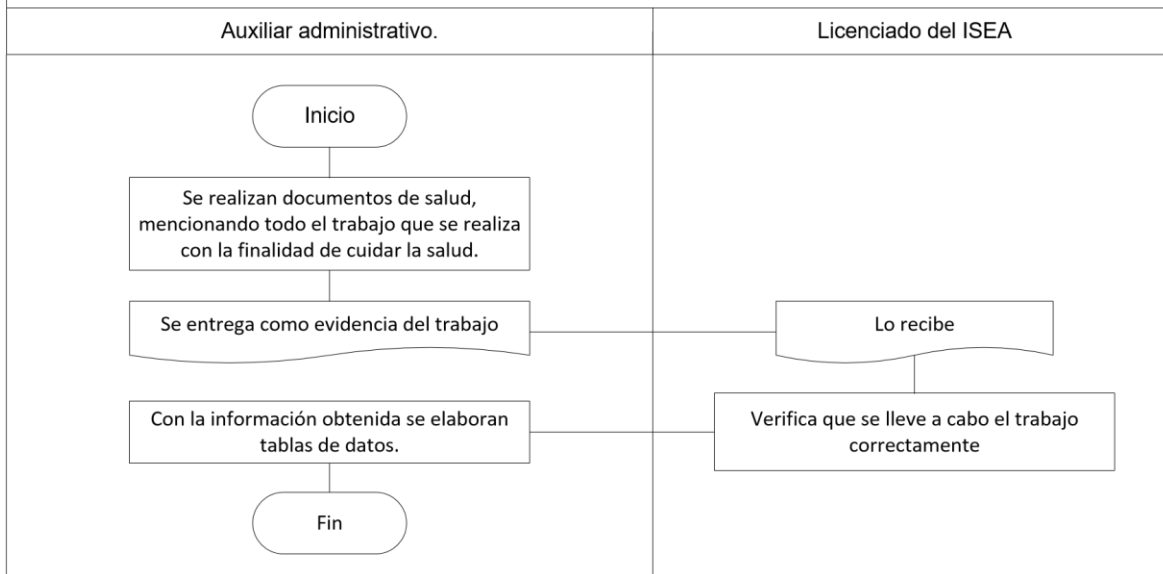 Auxiliar administrativo.
Licenciado del ISEA
Inicio
Se realizan documentos de salud,
mencionando todo el trabajo que se realiza
con la finalidad de cuidar la salud.
Se entrega como evidencia del trabajo
Lo recibe
Verifica que se lleve a cabo el trabajo
correctamente
Con la información obtenida se elaboran
tablas de datos.
Fin